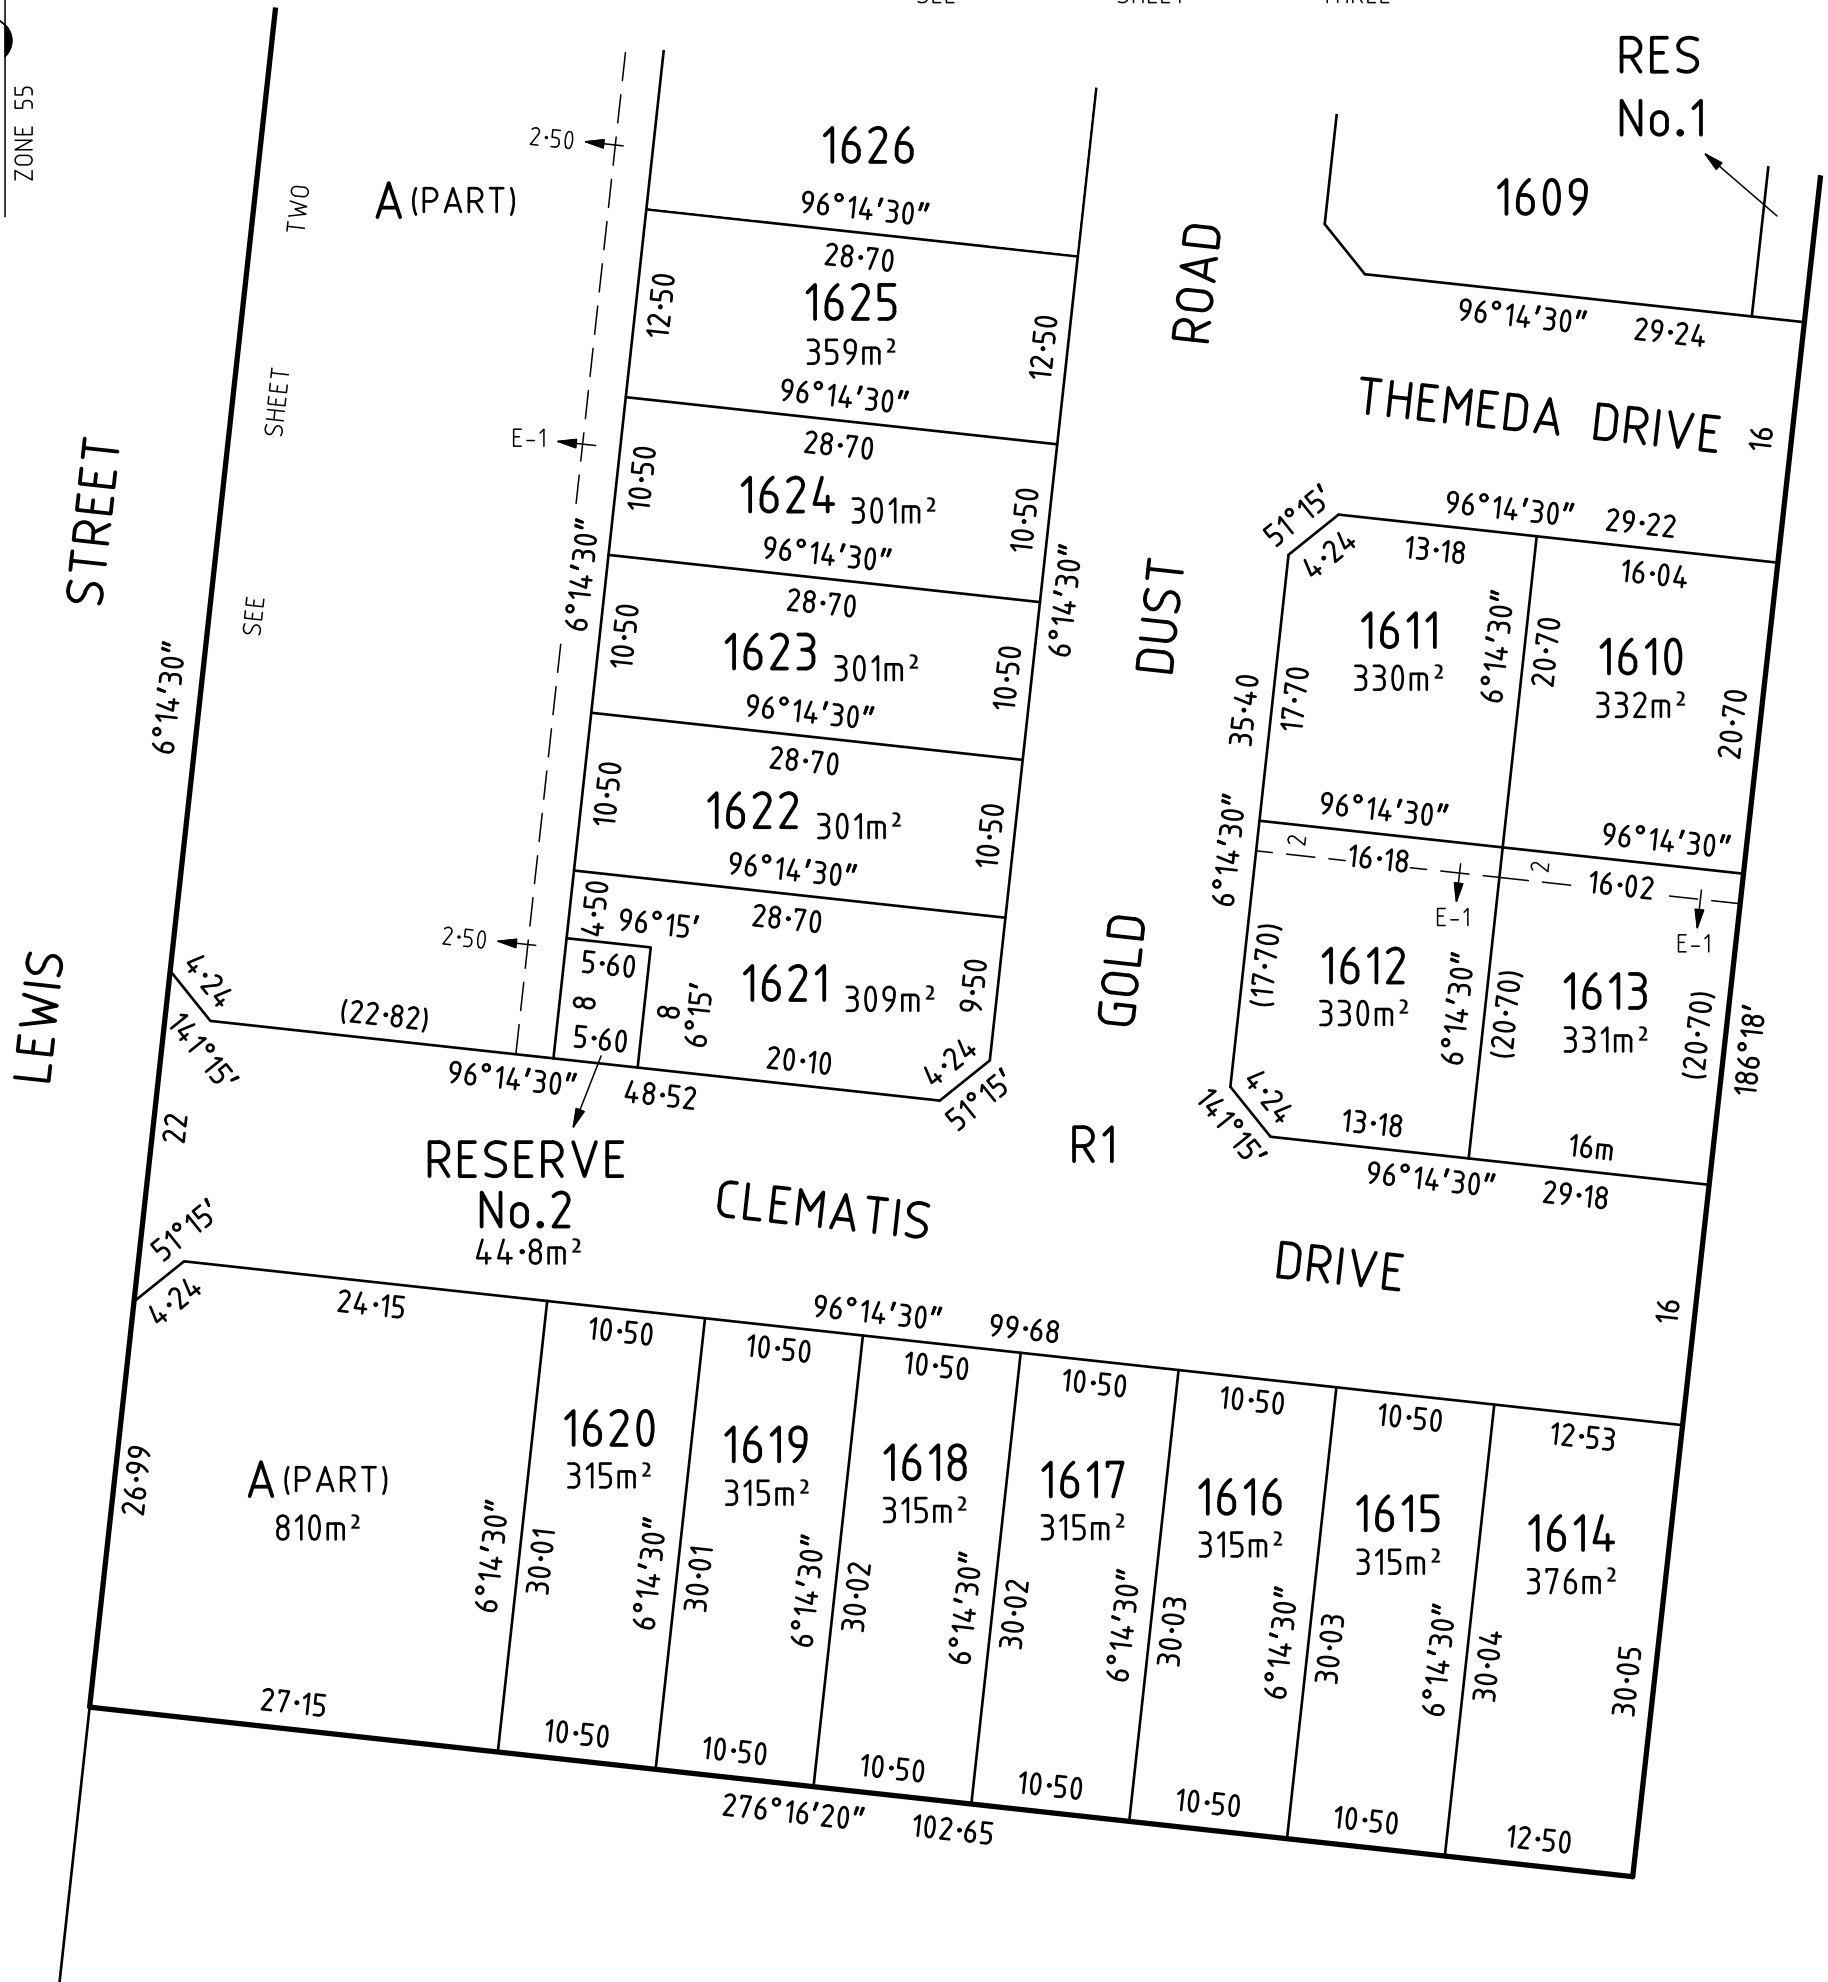 SEE SHEET THREE
ZONE 55
RES
No.1
2·50
1626
A (PART)
TWO
1609
96°14'30"
28·70
ROAD
1625
359m²
12·50
12·50
96°14'30"
29·24
96°14'30"
SHEET
THEMEDA DRIVE
16
E-1
28·70
STREET
10·50
1624 301m²
10·50
96°14'30"
51°15'
4·24
96°14'30"
29·22
13·18
16·04
6°14'30"
SEE
28·70
6°14'30"
DUST
10·50
1623 301m²
10·50
96°14'30"
1611
330m²
6°14'30"
20·70
1610
332m²
20·70
35·40
17·70
6°14'30"
28·70
10·50
1622 301m²
10·50
96°14'30"
6°14'30"
96°14'30"
96°14'30"
2
16·18
2
16·02
E-1
E-1
4·50
96°15'
28·70
2·50
5·60
8
5·60
8
6°15'
1621 309m²
9·50
20·10
4·24
51°15'
GOLD
(17·70)
1612
330m²
6°14'30"
(20·70)
1613
331m²
(20·70)
186°18'
LEWIS
4·24
141°15'
(22·82)
96°14'30"
48·52
4·24
141°15'
13·18
16m
96°14'30"
29·18
22
RESERVE
No.2
44·8m²
R1
CLEMATIS
DRIVE
16
51°15'
4·24
24·15
96°14'30"
99·68
10·50
10·50
10·50
10·50
10·50
10·50
12·53
26·99
A (PART)
810m²
1620
315m²
1619
315m²
1618
315m²
1617
315m²
1616
315m²
1615
315m²
1614
376m²
6°14'30"
30·01
6°14'30"
30·01
6°14'30"
30·02
6°14'30"
30·02
6°14'30"
30·03
6°14'30"
30·03
6°14'30"
30·04
30·05
27·15
10·50
10·50
10·50
10·50
10·50
10·50
12·50
276°16'20"
102·65